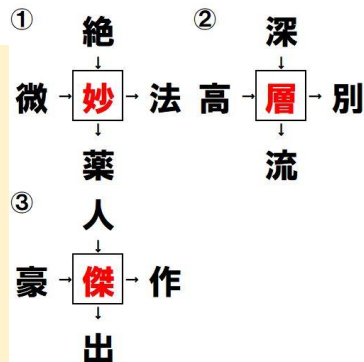 ① 絶 ② 深
微 → 妙 → 法 高 → 層 → 別
薬 流
③ 人
豪 → 傑 → 作
出